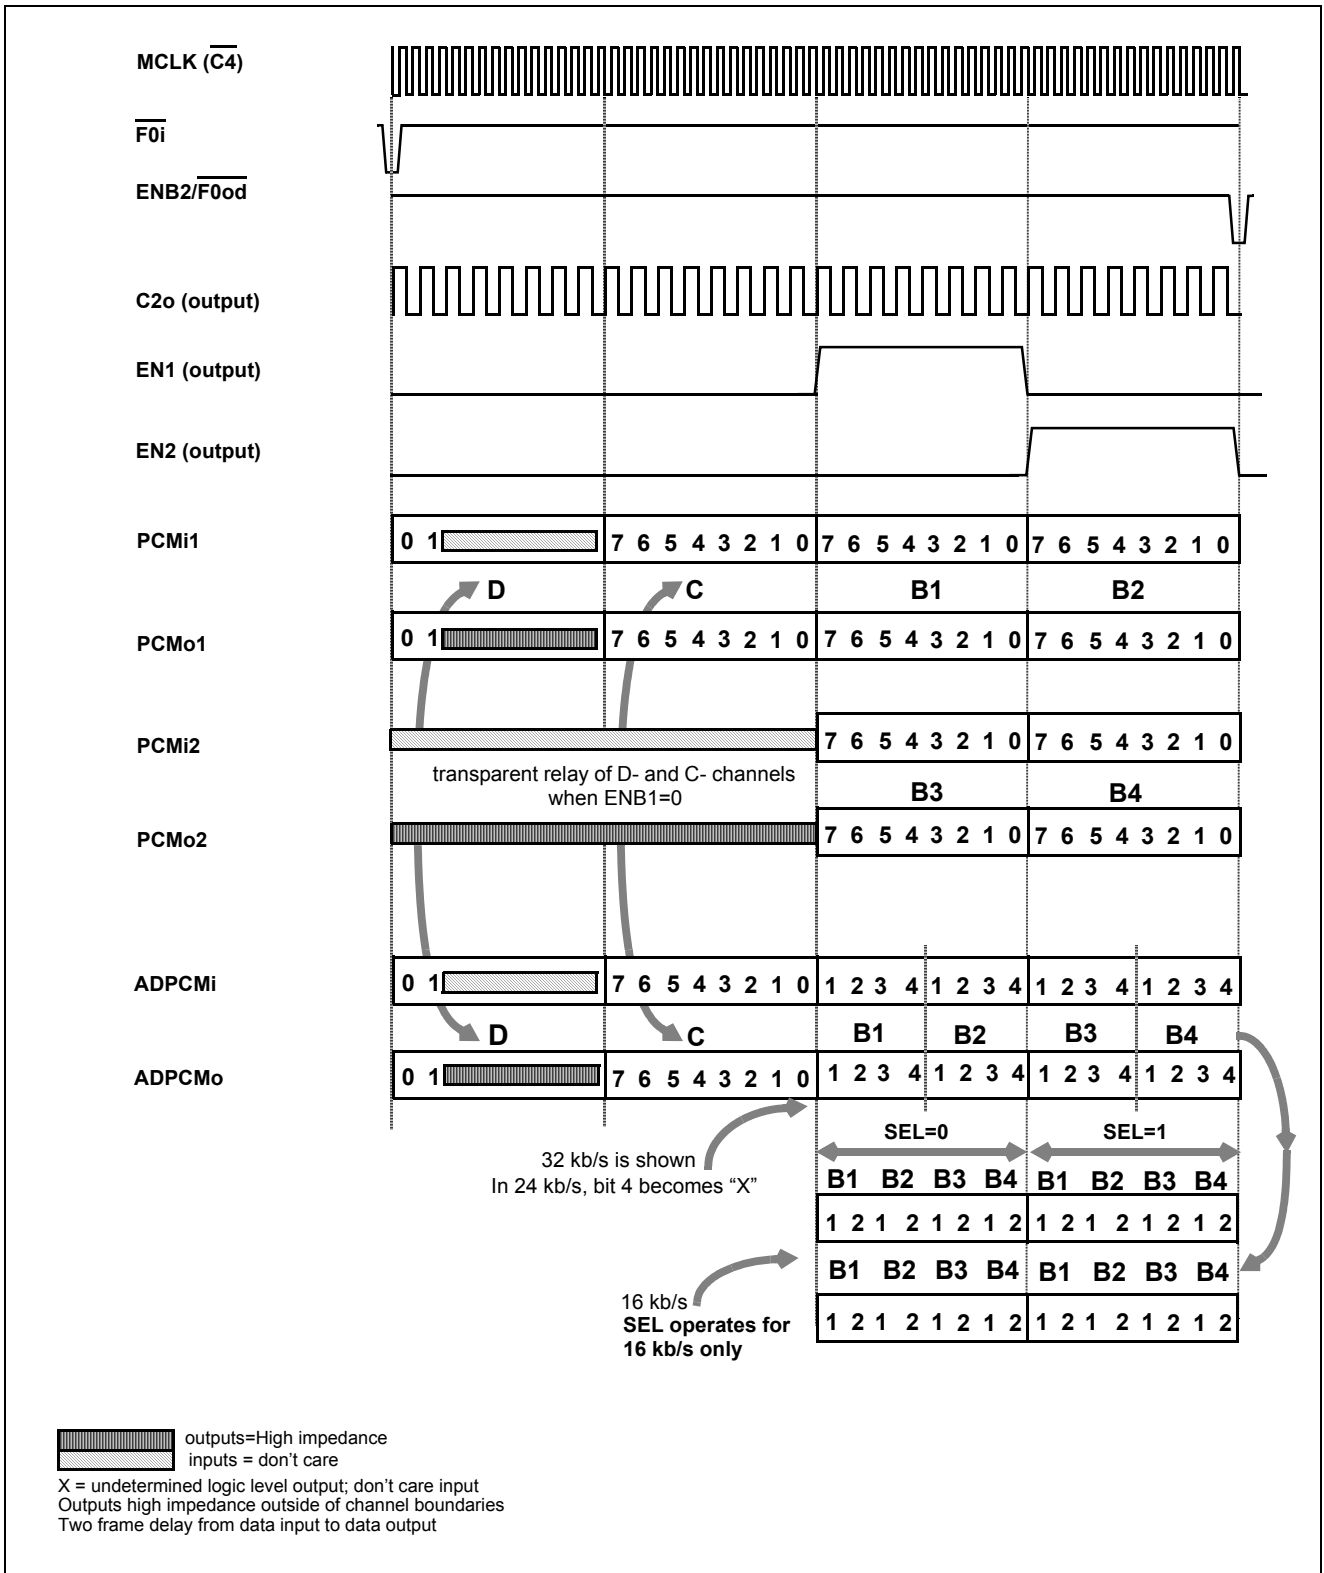 MCLK (C4)
F0i
ENB2/F0od
C2o (output)
EN1 (output)
EN2 (output)
PCMi1
0 1 7 6 5 4 3 2 1 0 7 6 5 4 3 2 1 0 7 6 5 4 3 2 1 0
D C B1 B2
PCMo1
0 1 7 6 5 4 3 2 1 0 7 6 5 4 3 2 1 0 7 6 5 4 3 2 1 0
PCMi2
7 6 5 4 3 2 1 0 7 6 5 4 3 2 1 0
transparent relay of D- and C- channels
when ENB1=0
B3 B4
PCMo2
7 6 5 4 3 2 1 0 7 6 5 4 3 2 1 0
ADPCMi
0 1 7 6 5 4 3 2 1 0 1 2 3 4 1 2 3 4 1 2 3 4 1 2 3 4
D C B1 B2 B3 B4
ADPCMo
0 1 7 6 5 4 3 2 1 0 1 2 3 4 1 2 3 4 1 2 3 4 1 2 3 4
SEL=0 SEL=1
32 kb/s is shown
In 24 kb/s, bit 4 becomes “X”
B1 B2 B3 B4 B1 B2 B3 B4
1 2 1 2 1 2 1 2 1 2 1 2 1 2 1 2
B1 B2 B3 B4 B1 B2 B3 B4
16 kb/s
SEL operates for
16 kb/s only
1 2 1 2 1 2 1 2 1 2 1 2 1 2 1 2
outputs=High impedance
inputs = don’t care
X = undetermined logic level output; don’t care input
Outputs high impedance outside of channel boundaries
Two frame delay from data input to data output